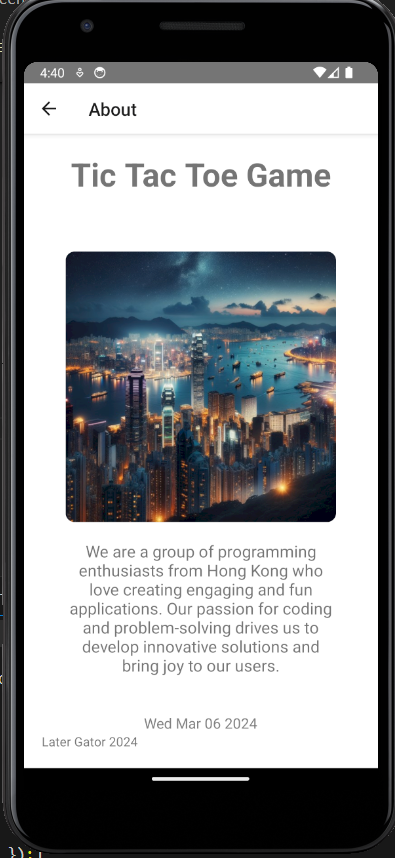 4:40
About
Tic Tac Toe Game
We are a group of programming
enthusiasts from Hong Kong who
love creating engaging and fun
applications. Our passion for coding
and problem-solving drives us to
develop innovative solutions and
bring joy to our users.
Wed Mar 06 2024
Later Gator 2024
});